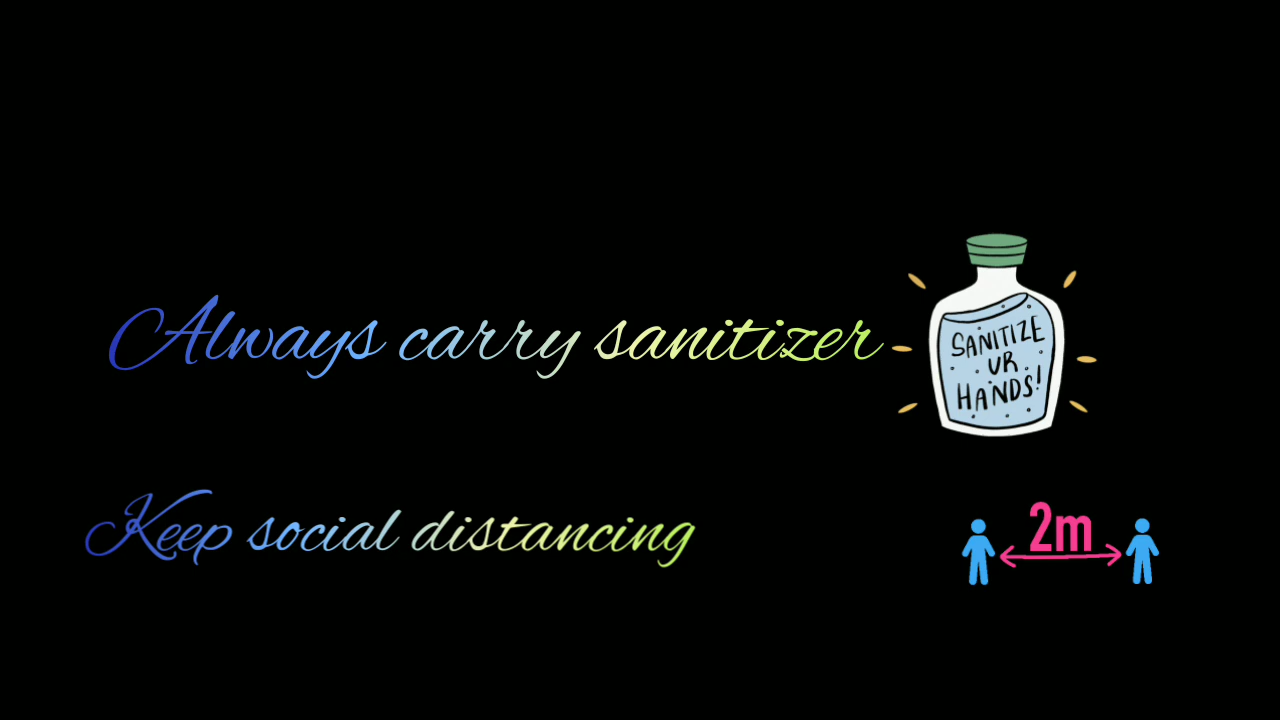 Always carry sanitizer
SANITIZE
UR
HANDS!
Keep social distancing
2m